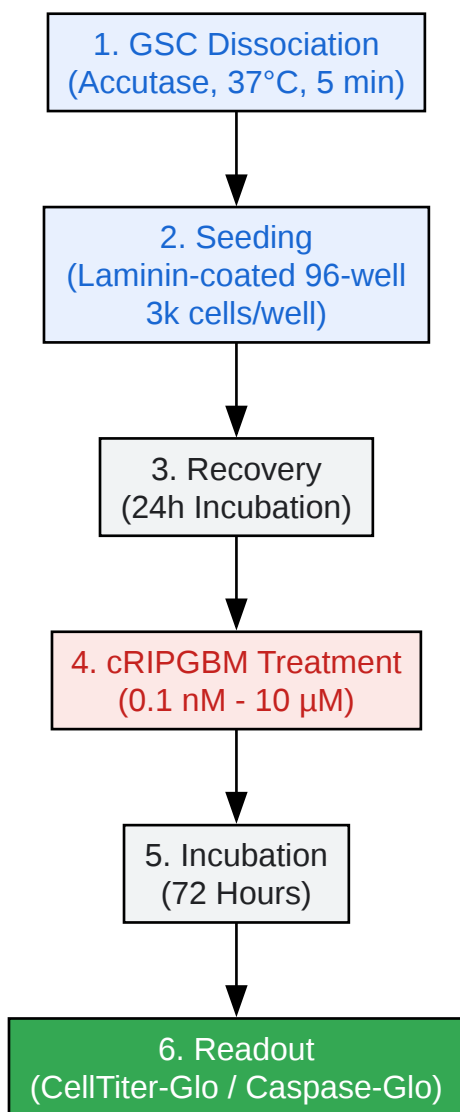 1. GSC Dissociation
(Accutase, 37°C, 5 min)
2. Seeding
(Laminin-coated 96-well
3k cells/well)
3. Recovery
(24h Incubation)
4. cRIPGBM Treatment
(0.1 nM - 10 µM)
5. Incubation
(72 Hours)
6. Readout
(CellTiter-Glo / Caspase-Glo)